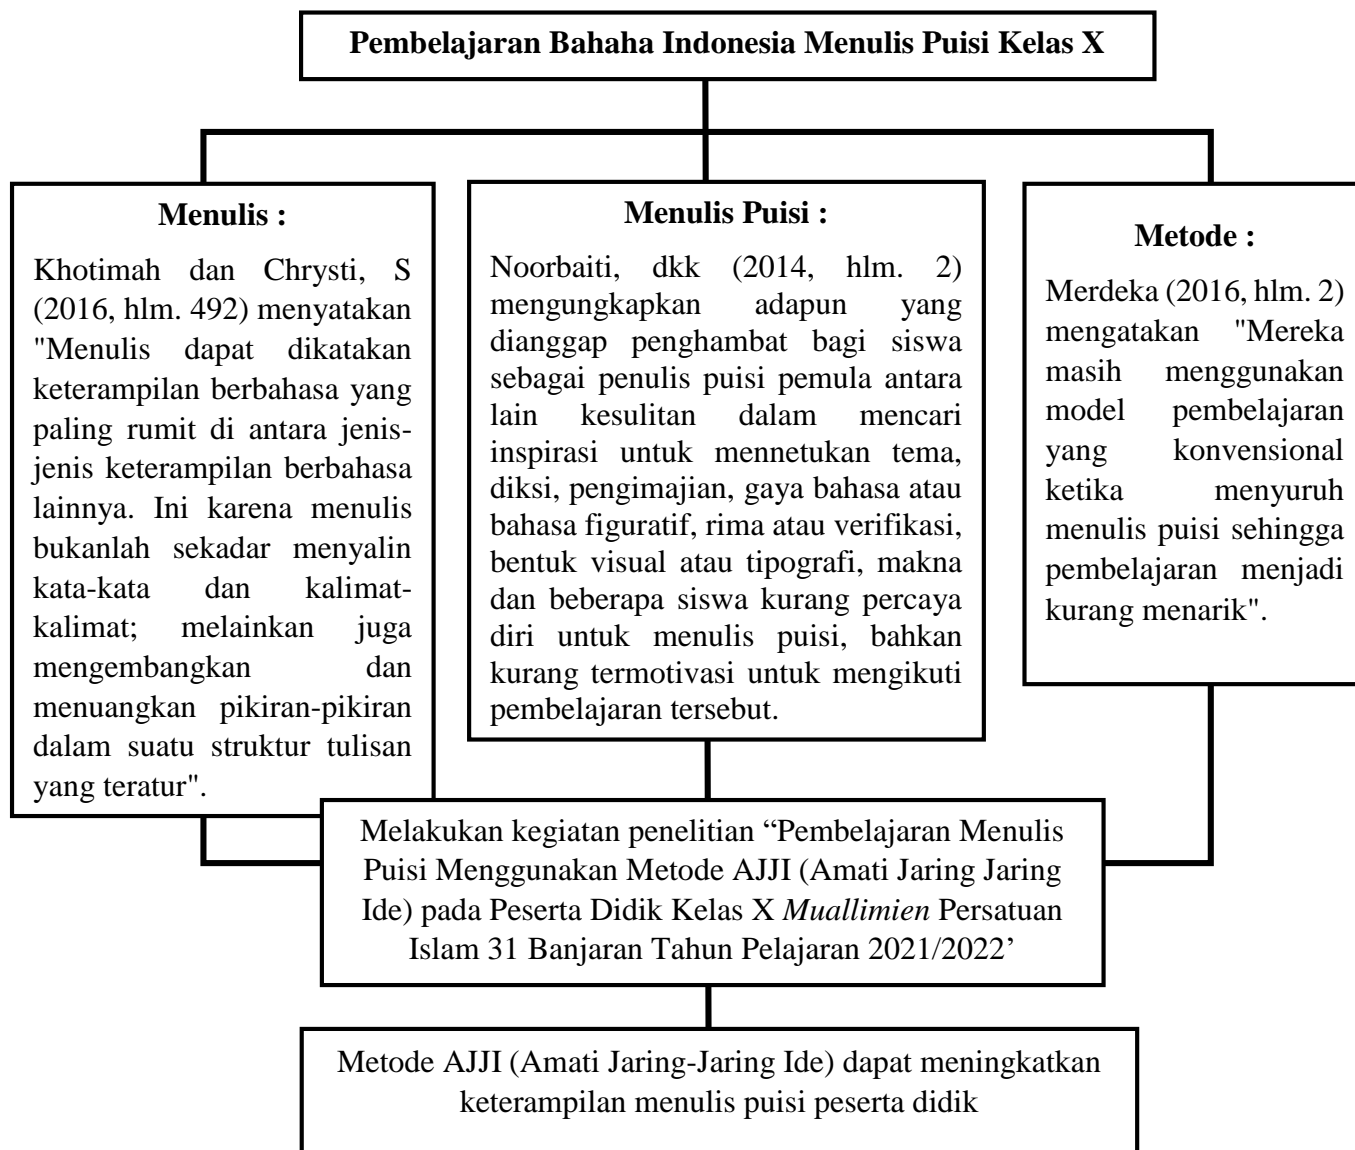 Pembelajaran Bahaha Indonesia Menulis Puisi Kelas X
Menulis :
Khotimah dan Chrysti, S
(2016, hlm. 492) menyatakan
"Menulis dapat dikatakan
keterampilan berbahasa yang
paling rumit di antara jenis-
jenis keterampilan berbahasa
lainnya. Ini karena menulis
bukanlah sekadar menyalin
kata-kata dan kalimat-
kalimat; melainkan juga
mengembangkan dan
menuangkan pikiran-pikiran
dalam suatu struktur tulisan
yang teratur".
Menulis Puisi :
Noorbaiti, dkk (2014, hlm. 2)
mengungkapkan adapun yang
dianggap penghambat bagi siswa
sebagai penulis puisi pemula antara
lain kesulitan dalam mencari
inspirasi untuk mennetukan tema,
diksi, pengimajian, gaya bahasa atau
bahasa figuratif, rima atau verifikasi,
bentuk visual atau tipografi, makna
dan beberapa siswa kurang percaya
diri untuk menulis puisi, bahkan
kurang termotivasi untuk mengikuti
pembelajaran tersebut.
Metode :
Merdeka (2016, hlm. 2)
mengatakan "Mereka
masih menggunakan
model pembelajaran
yang konvensional
ketika menyuruh
menulis puisi sehingga
pembelajaran menjadi
kurang menarik".
Melakukan kegiatan penelitian “Pembelajaran Menulis
Puisi Menggunakan Metode AJJI (Amati Jaring Jaring
Ide) pada Peserta Didik Kelas X Muallimien Persatuan
Islam 31 Banjaran Tahun Pelajaran 2021/2022’
Metode AJJI (Amati Jaring-Jaring Ide) dapat meningkatkan
keterampilan menulis puisi peserta didik